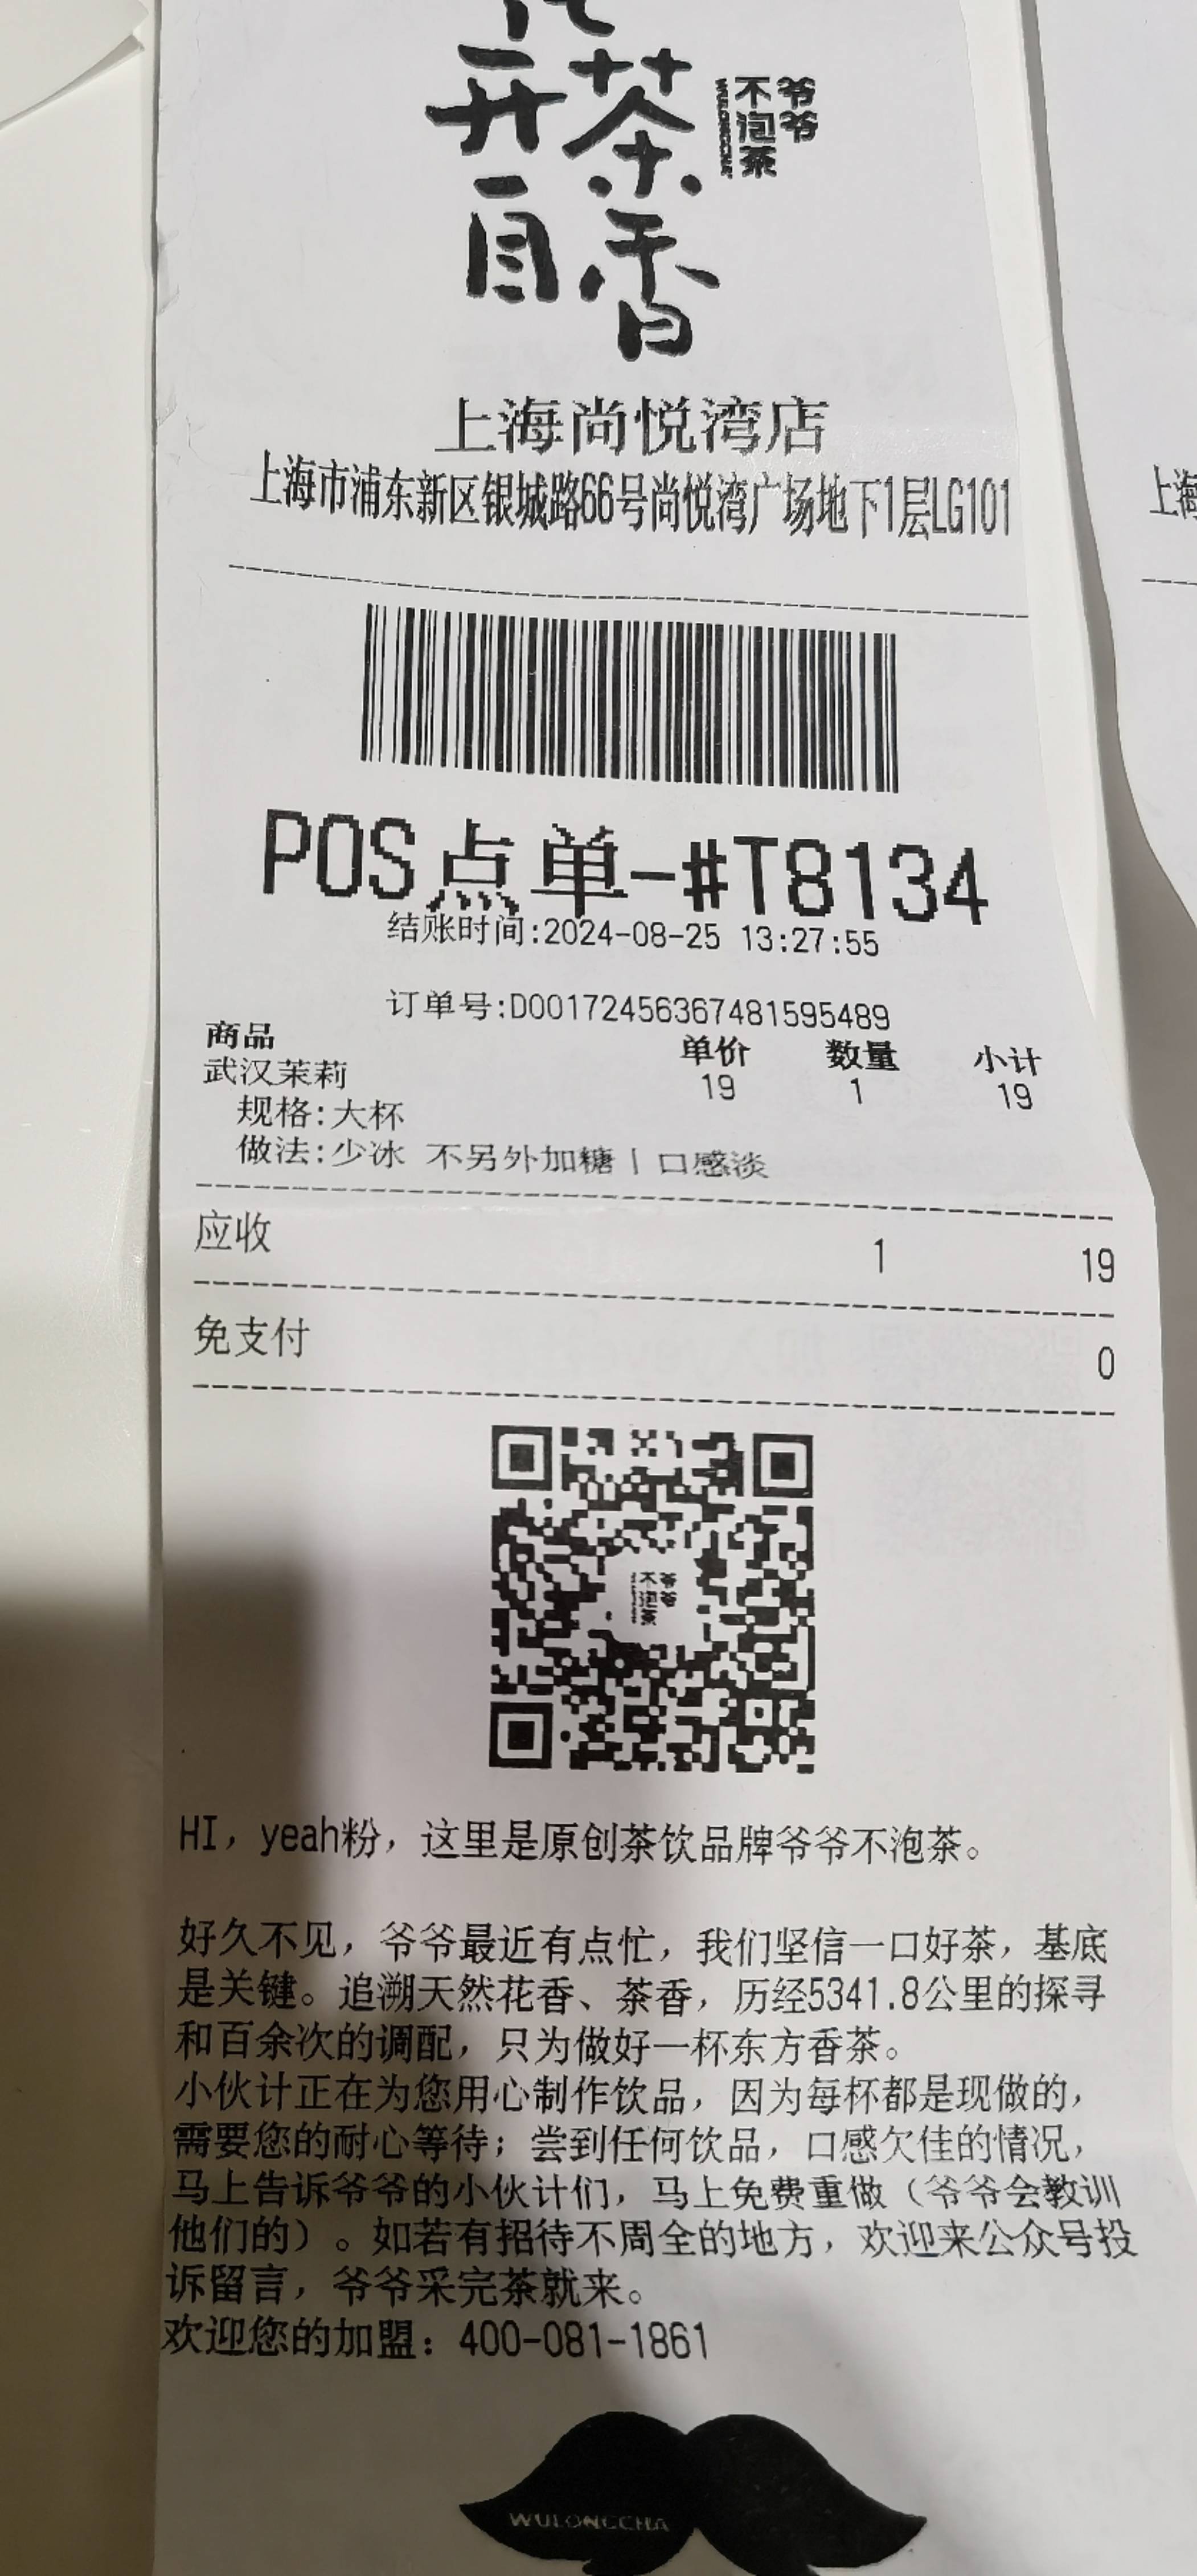 开 茶
自 香
爷爷
不泡茶
WULONGCHA
上海尚悦湾店
上海市浦东新区银城路66号尚悦湾广场地下1层LG101
上海
POS点单-#T8134
结账时间:2024-08-25 13:27:55
订单号:D001724563674815​95489
商品 单价 数量 小计
武汉茉莉 19 1 19
规格:大杯
做法:少冰 不另外加糖丨口感淡
应收 1 19
免支付 0
爷爷
不泡茶
HI，yeah粉，这里是原创茶饮品牌爷爷不泡茶。
好久不见，爷爷最近有点忙，我们坚信一口好茶，基底
是关键。追溯天然花香、茶香，历经5341.8公里的探寻
和百余次的调配，只为做好一杯东方香茶。
小伙计正在为您用心制作饮品，因为每杯都是现做的，
需要您的耐心等待；尝到任何饮品，口感欠佳的情况，
马上告诉爷爷的小伙计们，马上免费重做（爷爷会教训
他们的）。如若有招待不周全的地方，欢迎来公众号投
诉留言，爷爷采完茶就来。
欢迎您的加盟：400-081-1861
WULONGCHA